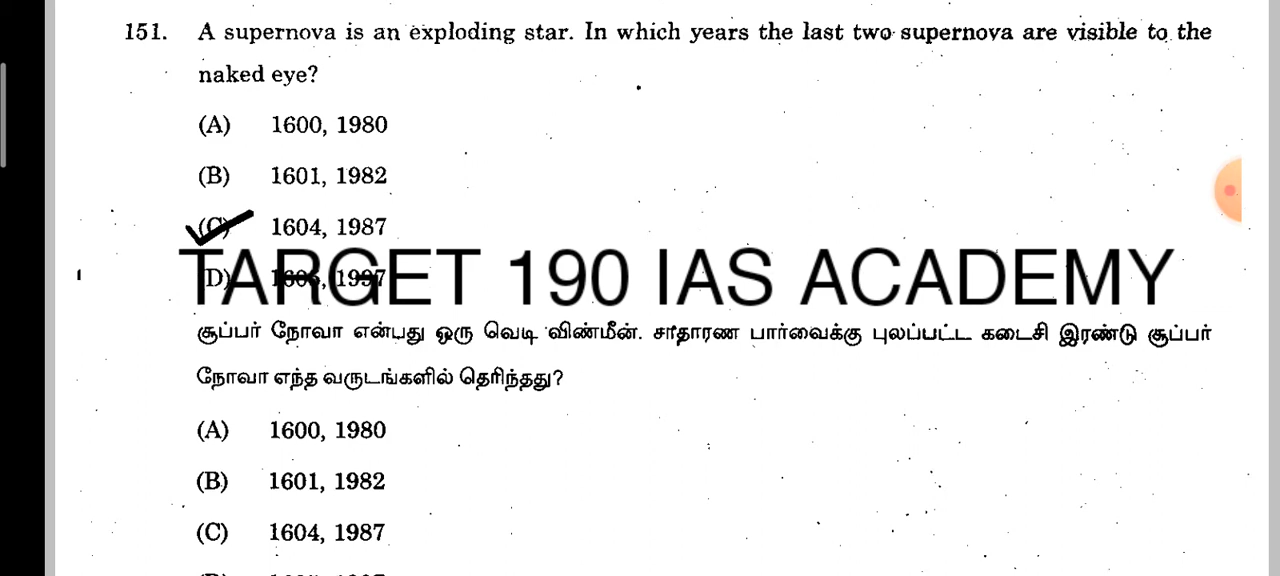 151. A supernova is an exploding star. In which years the last two supernova are visible to the
naked eye?
(A) 1600, 1980
(B) 1601, 1982
(C) 1604, 1987
TARGET 190 IAS ACADEMY
(D) 1997
சூப்பர் நோவா என்பது ஒரு வெடி விண்மீன். சாதாரண பார்வைக்கு புலப்பட்ட கடைசி இரண்டு சூப்பர்
நோவா எந்த வருடங்களில் தெரிந்தது?
(A) 1600, 1980
(B) 1601, 1982
(C) 1604, 1987